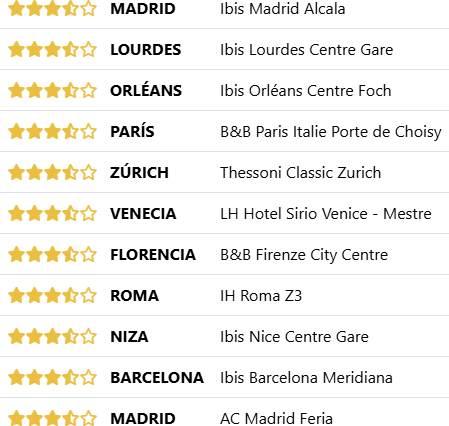 MADRID Ibis Madrid Alcala
LOURDES Ibis Lourdes Centre Gare
ORLÉANS Ibis Orléans Centre Foch
PARÍS B&B Paris Italie Porte de Choisy
ZÚRICH Thessoni Classic Zurich
VENECIA LH Hotel Sirio Venice - Mestre
FLORENCIA B&B Firenze City Centre
ROMA IH Roma Z3
NIZA Ibis Nice Centre Gare
BARCELONA Ibis Barcelona Meridiana
MADRID AC Madrid Feria